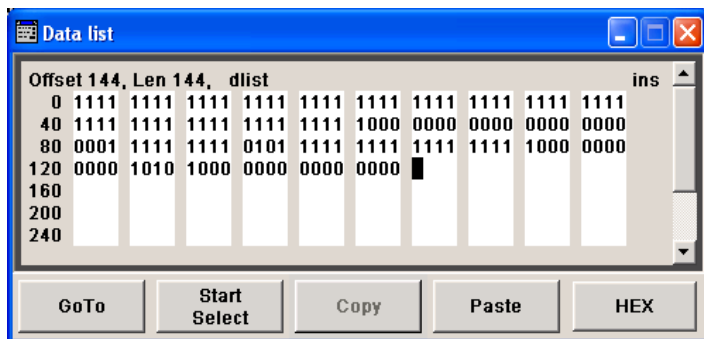 Data list
Offset 144, Len 144, dlist ins
0 1111 1111 1111 1111 1111 1111 1111 1111 1111 1111
40 1111 1111 1111 1111 1111 1000 0000 0000 0000 0000
80 0001 1111 1111 0101 1111 1111 1111 1111 1000 0000
120 0000 1010 1000 0000 0000 0000
160
200
240
GoTo Start Select Copy Paste HEX